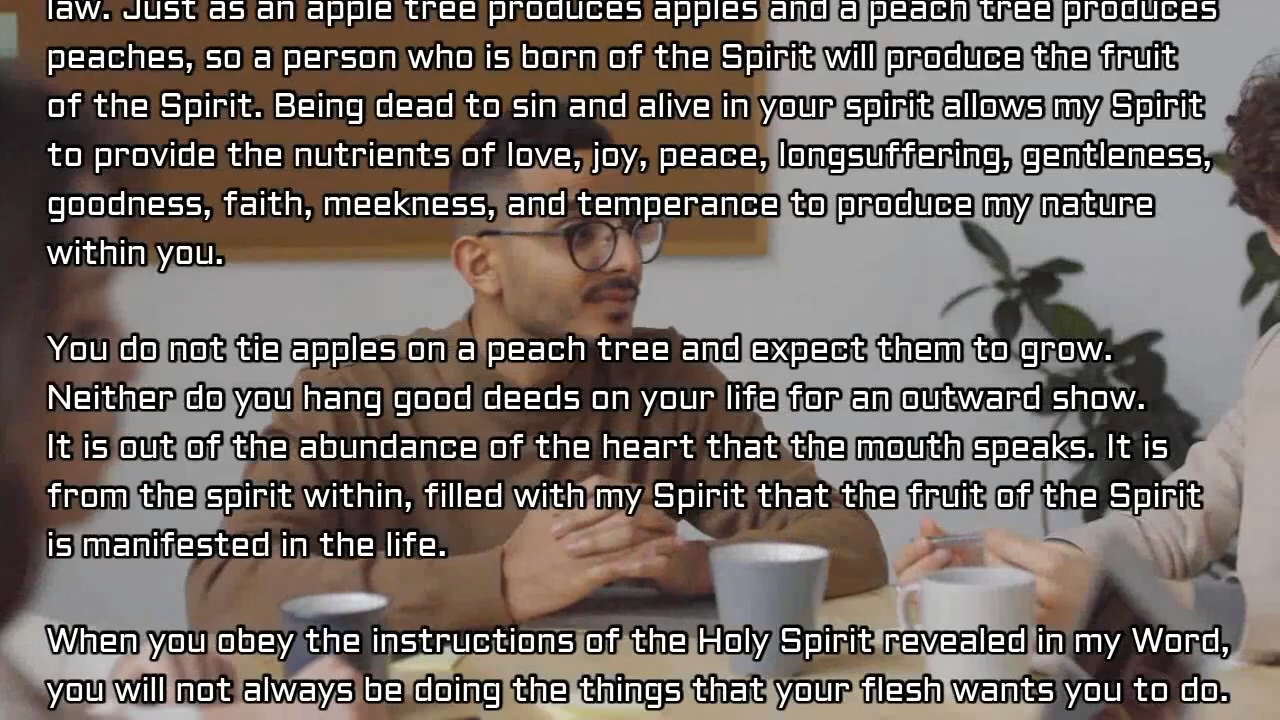 law. Just as an apple tree produces apples and a peach tree produces
peaches, so a person who is born of the Spirit will produce the fruit
of the Spirit. Being dead to sin and alive in your spirit allows my Spirit
to provide the nutrients of love, joy, peace, longsuffering, gentleness,
goodness, faith, meekness, and temperance to produce my nature
within you.
You do not tie apples on a peach tree and expect them to grow.
Neither do you hang good deeds on your life for an outward show.
It is out of the abundance of the heart that the mouth speaks. It is
from the spirit within, filled with my Spirit that the fruit of the Spirit
is manifested in the life.
When you obey the instructions of the Holy Spirit revealed in my Word,
you will not always be doing the things that your flesh wants you to do.